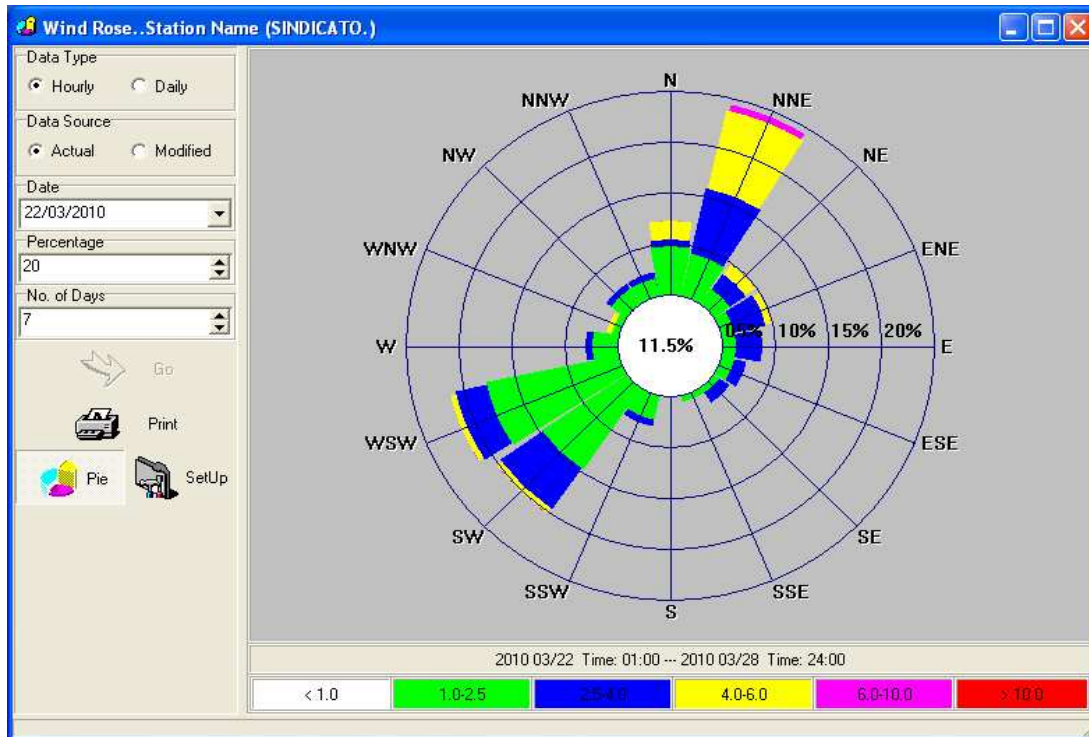 Wind Rose..Station Name (SINDICATO.)
Data Type
Hourly Daily
Data Source
Actual Modified
Date
22/03/2010
Percentage
20
No. of Days
7
Go
Print
Pie SetUp
N
NNW NNE
NW NE
WNW ENE
W 11.5% 05% 10% 15% 20% E
WSW ESE
SW SE
SSW SSE
S
2010 03/22 Time: 01:00 --- 2010 03/28 Time: 24:00
< 1.0 1.0-2.5 2.5-4.0 4.0-6.0 6.0-10.0 > 10.0